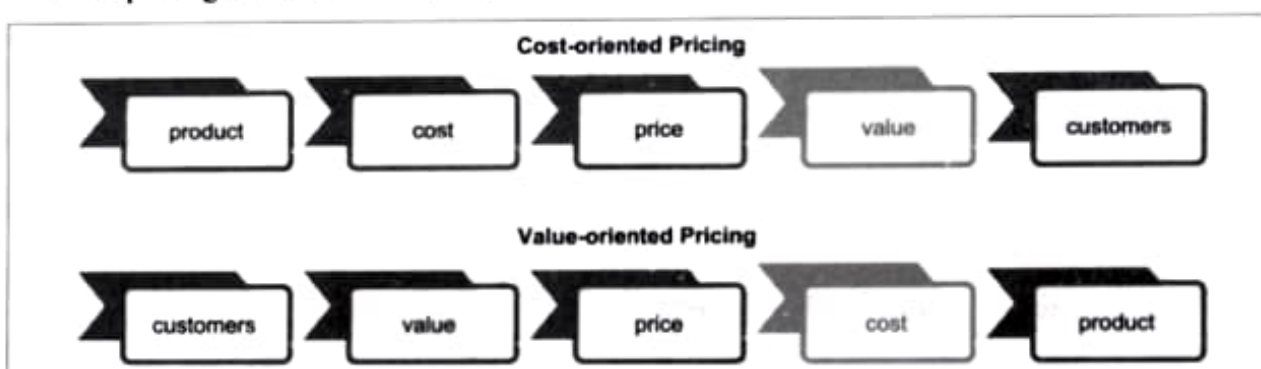 Cost-oriented Pricing
product cost price value customers
Value-oriented Pricing
customers value price cost product